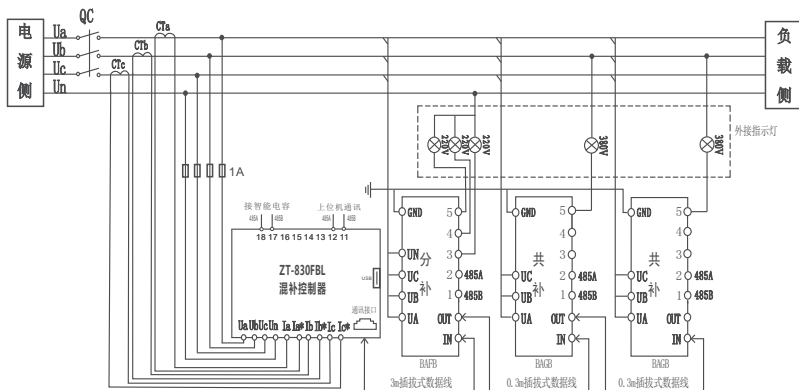 电源侧
QC
Ua
Ub
Uc
Un
CTa
CTb
CTc
负载侧
1A
220V
220V
220V
380V
380V
外接指示灯
接智能电容
485A
485B
上位机通讯
485A
485B
18 17 16 15 14 13 12 11
ZT-830FBL
混补控制器
USB
通讯接口
Ua Ub Uc Un Ia Ia* Ib Ib* Ic Ic*
GND
UN
UC
UB
UA
分补
5
4
3
2 485A
1 485B
OUT
IN
BAFB
3m插拔式数据线
GND
UC
UB
UA
共补
5
4
3
2 485A
1 485B
OUT
IN
BAGB
0.3m插拔式数据线
GND
UC
UB
UA
共补
5
4
3
2 485A
1 485B
OUT
IN
BAGB
0.3m插拔式数据线